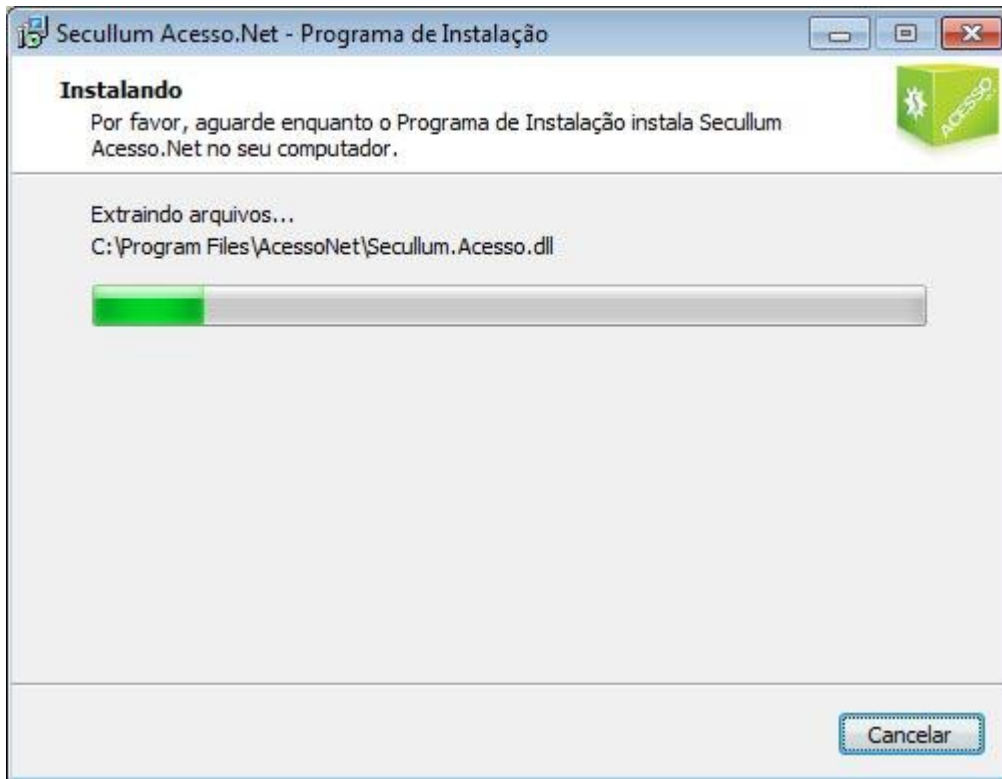 Secullum Acesso.Net - Programa de Instalação
Instalando
Por favor, aguarde enquanto o Programa de Instalação instala Secullum
Acesso.Net no seu computador.
ACESSO
Extraindo arquivos...
C:\Program Files\AcessoNet\Secullum.Acesso.dll
Cancelar